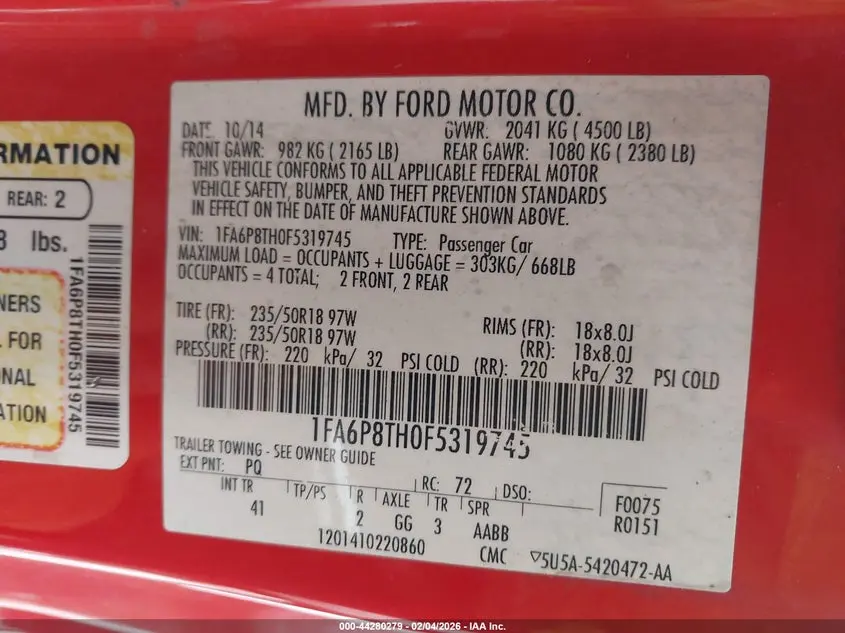 RMATION
REAR: 2
lbs.
NERS
FOR
ONAL
ATION
1FA6P8TH0F5319745
MFD. BY FORD MOTOR CO.
DATE: 10/14 GVWR: 2041 KG ( 4500 LB)
FRONT GAWR: 982 KG ( 2165 LB) REAR GAWR: 1080 KG ( 2380 LB)
THIS VEHICLE CONFORMS TO ALL APPLICABLE FEDERAL MOTOR
VEHICLE SAFETY, BUMPER, AND THEFT PREVENTION STANDARDS
IN EFFECT ON THE DATE OF MANUFACTURE SHOWN ABOVE.
VIN: 1FA6P8TH0F5319745 TYPE: Passenger Car
MAXIMUM LOAD = OCCUPANTS + LUGGAGE = 303KG/ 668LB
OCCUPANTS = 4 TOTAL; 2 FRONT, 2 REAR
TIRE (FR): 235/50R18 97W RIMS (FR): 18x8.0J
(RR): 235/50R18 97W (RR): 18x8.0J
PRESSURE (FR): 220 kPa/ 32 PSI COLD (RR): 220 kPa/ 32 PSI COLD
1FA6P8TH0F5319745
TRAILER TOWING - SEE OWNER GUIDE
EXT PNT: PQ RC: 72 DSO:
INT TR TP/PS R AXLE TR SPR F0075
41 2 GG 3 AABB R0151
1201410220860 CMC ▽5U5A-5420472-AA
000-44280279 - 02/04/2026 - IAA Inc.